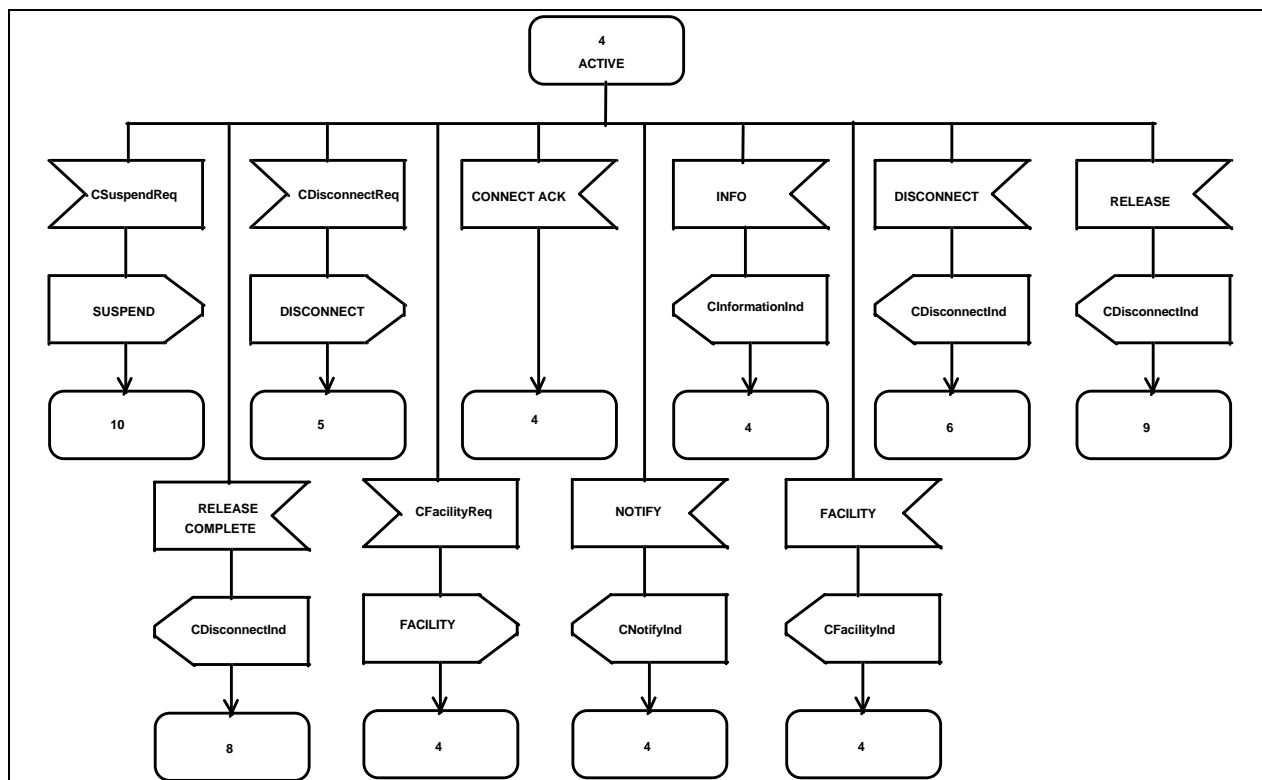 4
ACTIVE
CSuspendReq
CDisconnectReq
CONNECT ACK
INFO
DISCONNECT
RELEASE
SUSPEND
DISCONNECT
CInformationInd
CDisconnectInd
CDisconnectInd
10
5
4
4
6
9
RELEASE
COMPLETE
CFacilityReq
NOTIFY
FACILITY
CDisconnectInd
FACILITY
CNotifyInd
CFacilityInd
8
4
4
4